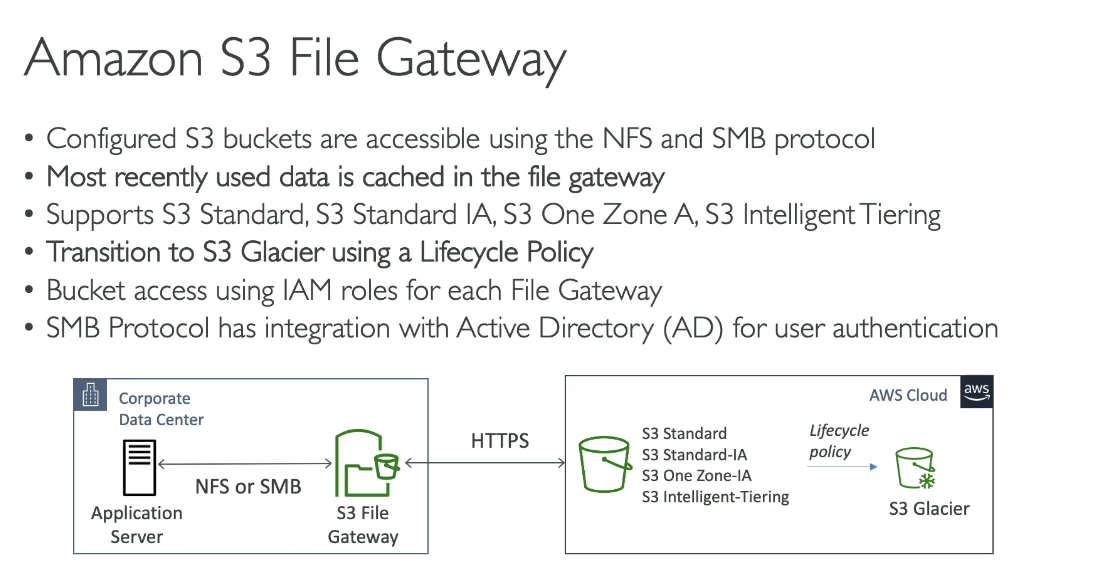 Amazon S3 File Gateway
• Configured S3 buckets are accessible using the NFS and SMB protocol
• Most recently used data is cached in the file gateway
• Supports S3 Standard, S3 Standard IA, S3 One Zone A, S3 Intelligent Tiering
• Transition to S3 Glacier using a Lifecycle Policy
• Bucket access using IAM roles for each File Gateway
• SMB Protocol has integration with Active Directory (AD) for user authentication
Corporate
Data Center
NFS or SMB
Application
Server
S3 File
Gateway
HTTPS
AWS Cloud
aws
S3 Standard
S3 Standard-IA
S3 One Zone-IA
S3 Intelligent-Tiering
Lifecycle
policy
S3 Glacier